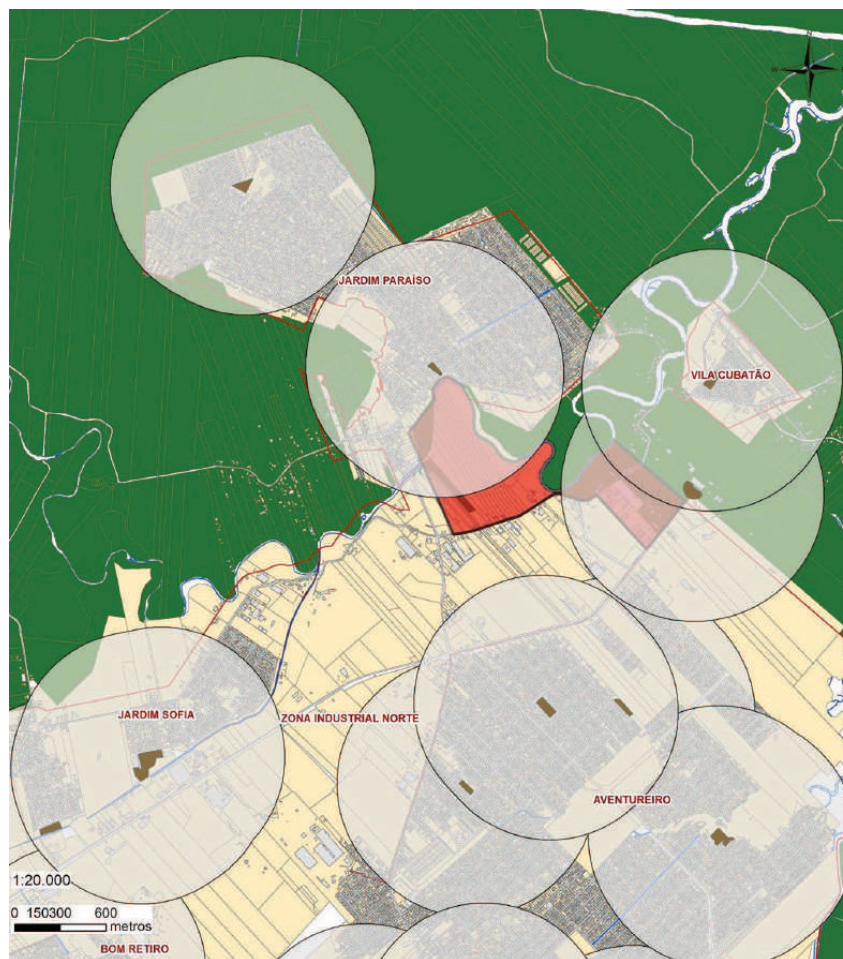 JARDIM PARAÍSO
VILA CUBATÃO
JARDIM SOFIA
ZONA INDUSTRIAL NORTE
AVENTUREIRO
1:20.000
0 150300 600
metros
BOM RETIRO